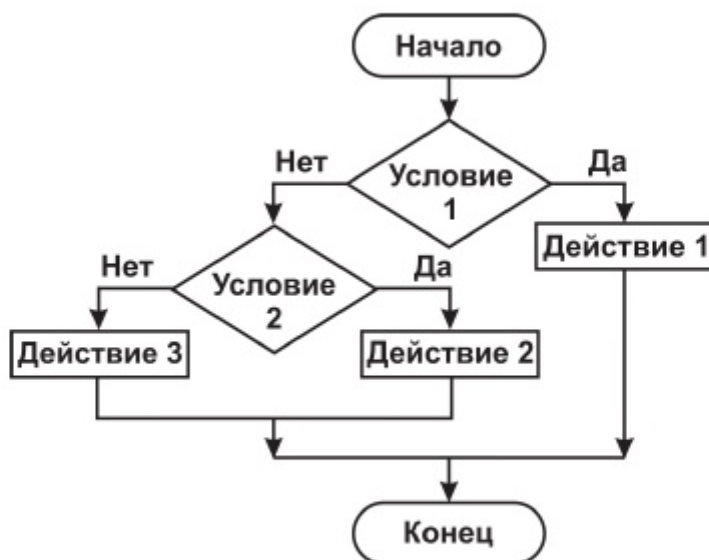 Начало
Нет
Условие
1
Да
Действие 1
Нет
Условие
2
Да
Действие 3
Действие 2
Конец